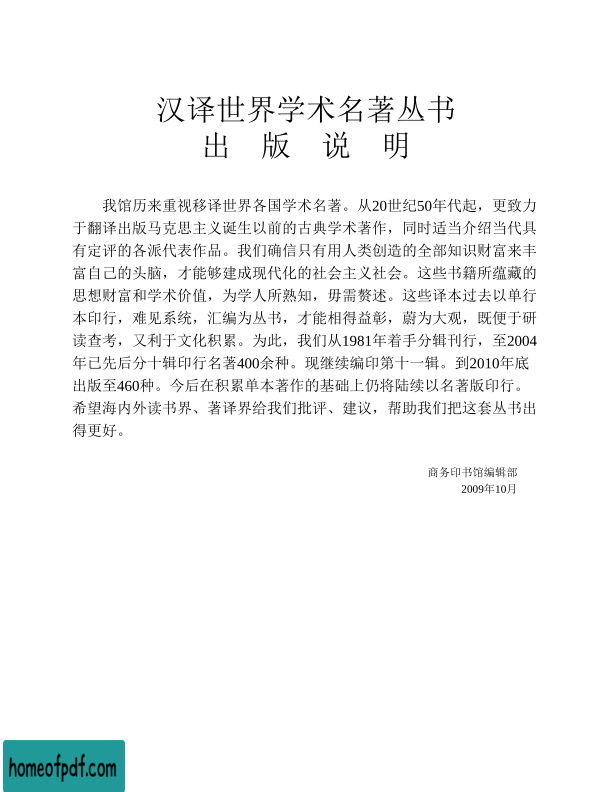 汉译世界学术名著丛书
出 版 说 明
我馆历来重视移译世界各国学术名著。从20世纪50年代起，更致力
于翻译出版马克思主义诞生以前的古典学术著作，同时适当介绍当代具
有定评的各派代表作品。我们确信只有用人类创造的全部知识财富来丰
富自己的头脑，才能够建成现代化的社会主义社会。这些书籍所蕴藏的
思想财富和学术价值，为学人所熟知，毋需赘述。这些译本过去以单行
本印行，难见系统，汇编为丛书，才能相得益彰，蔚为大观，既便于研
读查考，又利于文化积累。为此，我们从1981年着手分辑刊行，至2004
年已先后分十辑印行名著400余种。现继续编印第十一辑。到2010年底
出版至460种。今后在积累单本著作的基础上仍将陆续以名著版印行。
希望海内外读书界、著译界给我们批评、建议，帮助我们把这套丛书出
得更好。
商务印书馆编辑部
2009年10月
homeofpdf.com